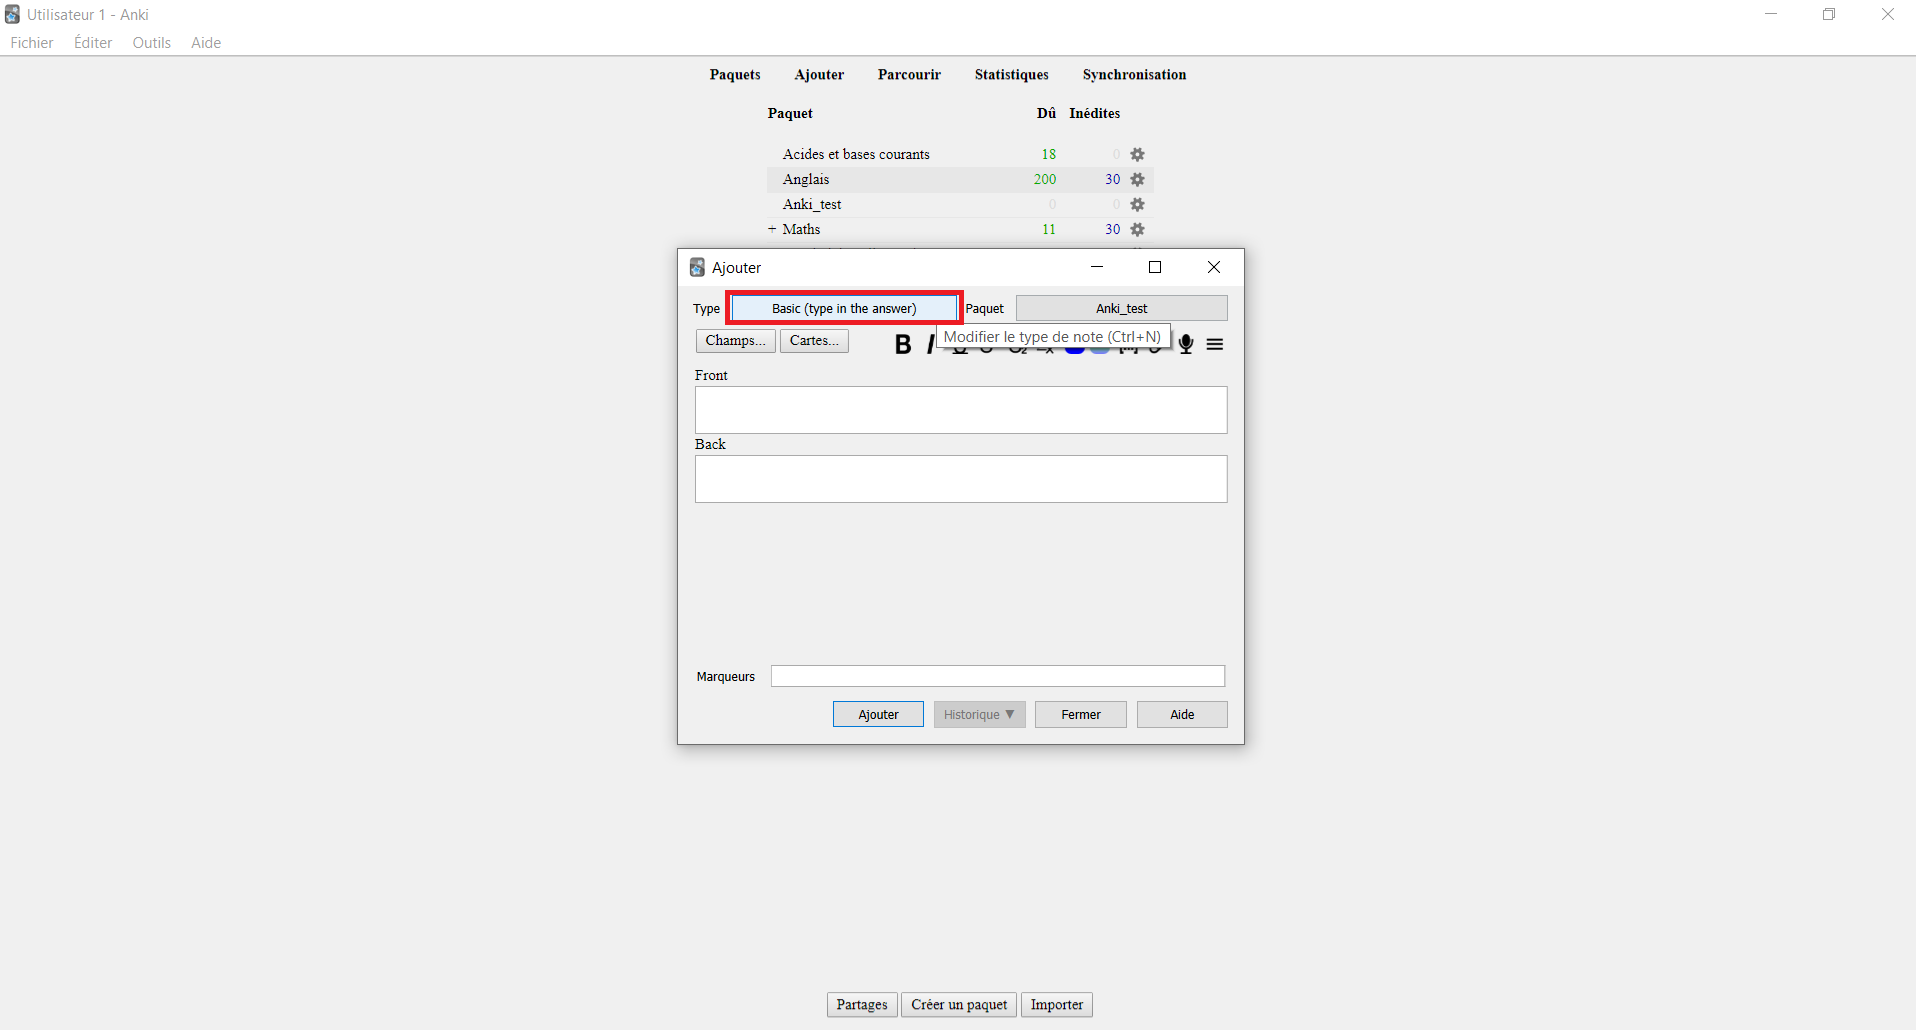 Utilisateur 1 - Anki
Fichier Éditer Outils Aide
Paquets Ajouter Parcourir Statistiques Synchronisation
Paquet Dû Inédites
Acides et bases courants 18 0
Anglais 200 30
Anki_test 0 0
+ Maths 11 30
Ajouter
Type Basic (type in the answer) Paquet Anki_test
Modifier le type de note (Ctrl+N)
Champs... Cartes... B I
Front
Back
Marqueurs
Ajouter Historique ▼ Fermer Aide
Partages Créer un paquet Importer